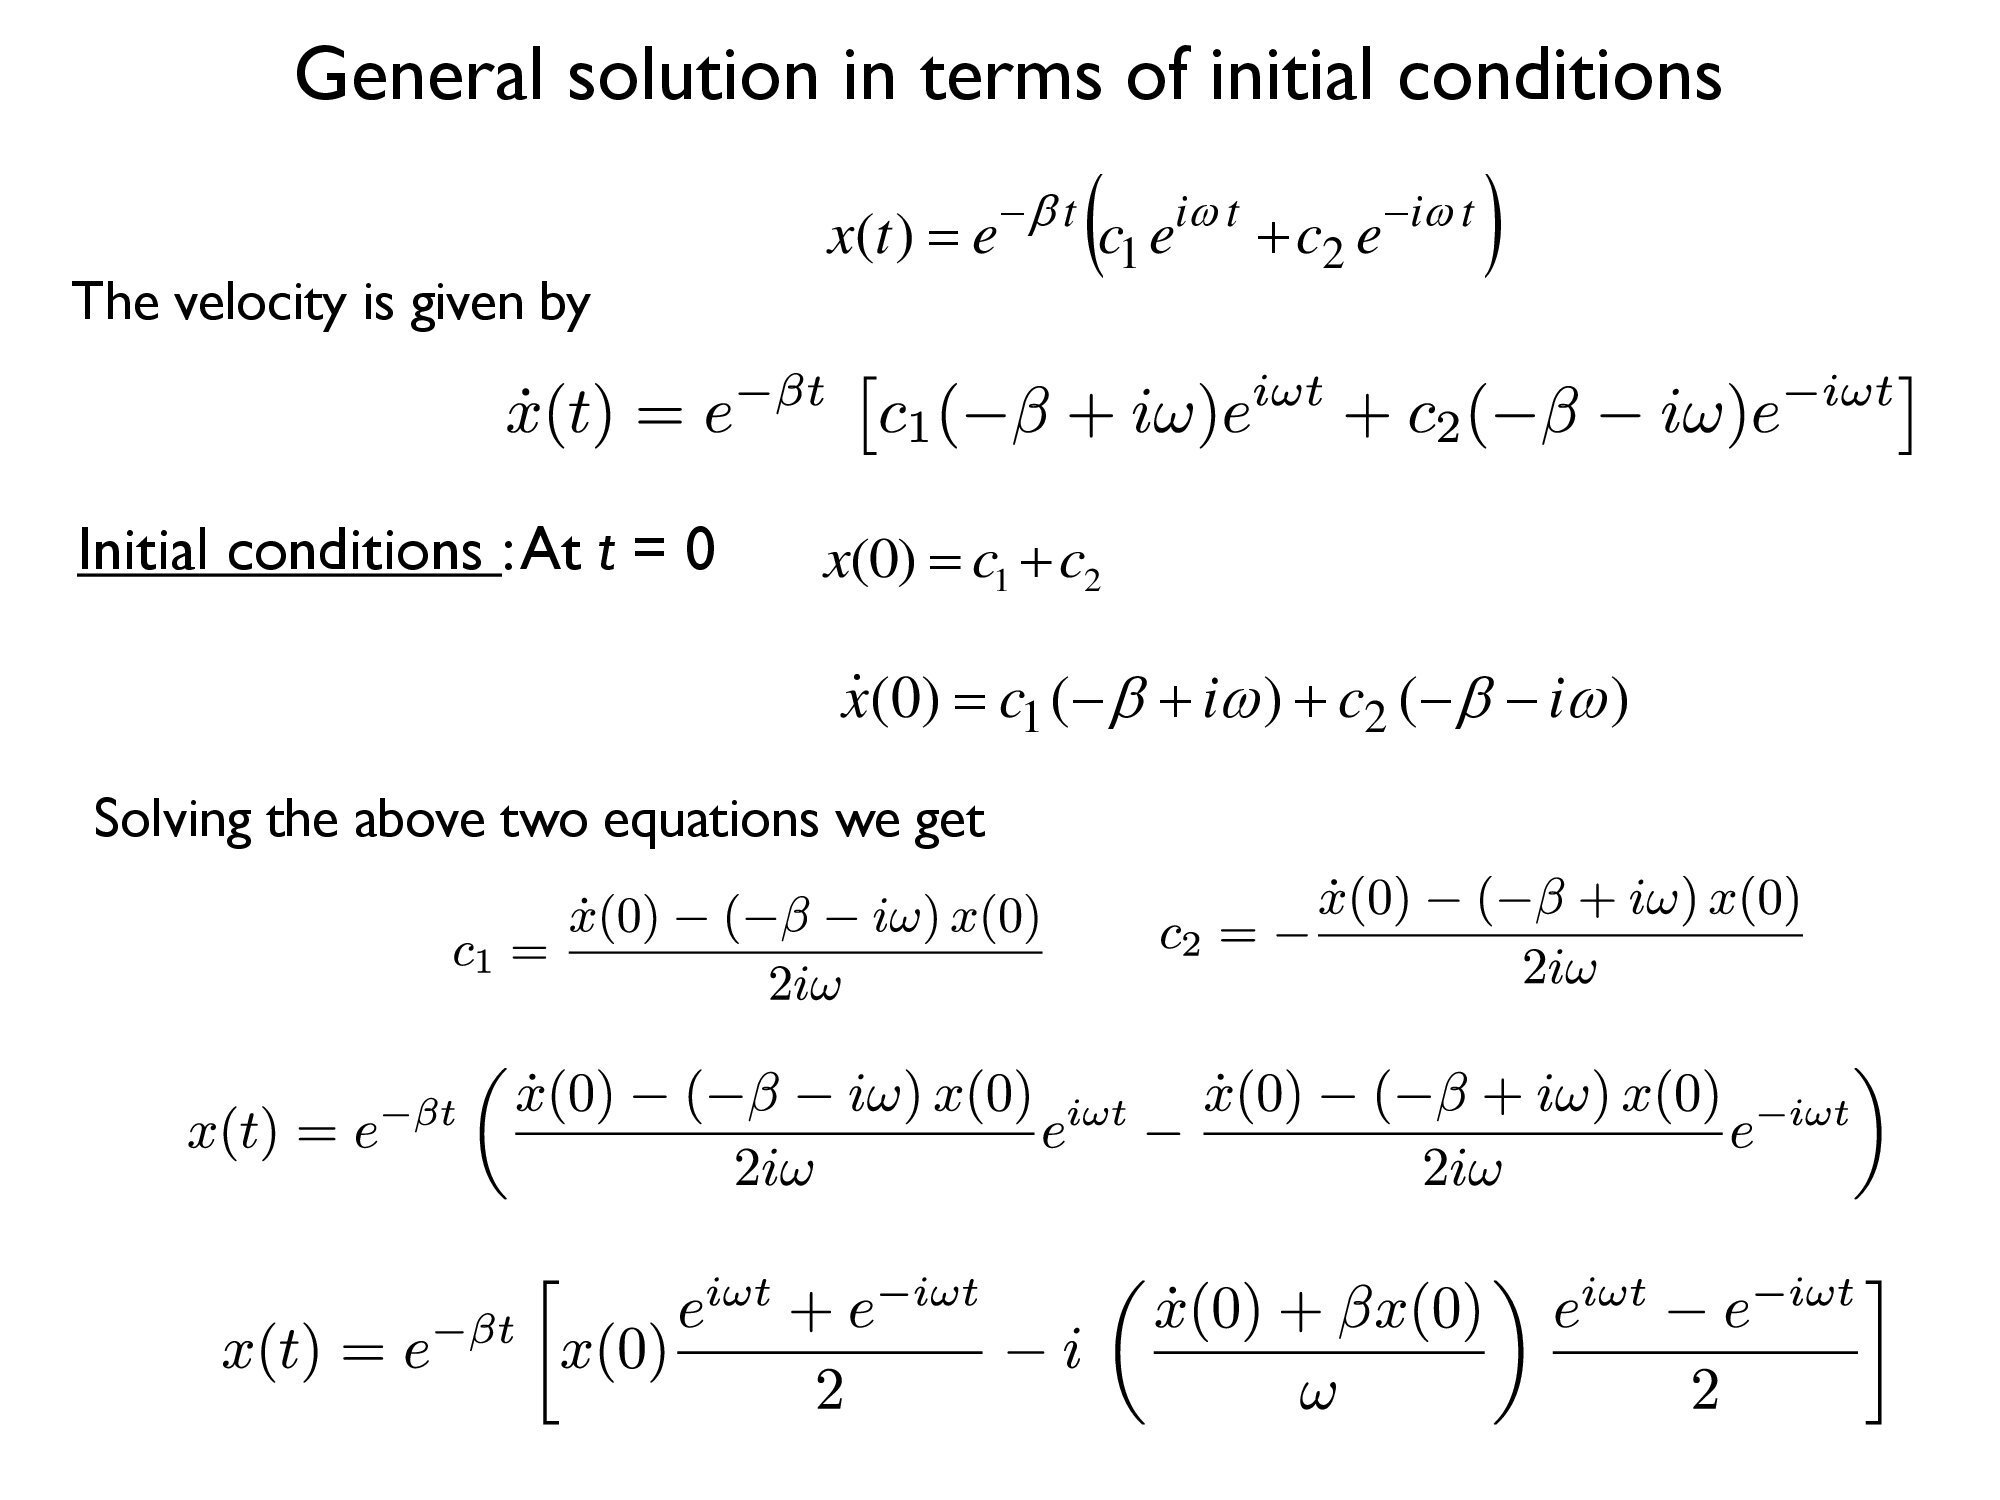 General solution in terms of initial conditions
$x(t) = e^{-\beta t}\left(c_1 e^{i\omega t} + c_2 e^{-i\omega t}\right)$
The velocity is given by
$\dot{x}(t) = e^{-\beta t}\left[c_1(-\beta + i\omega)e^{i\omega t} + c_2(-\beta - i\omega)e^{-i\omega t}\right]$
Initial conditions : At t = 0 $x(0) = c_1 + c_2$
$\dot{x}(0) = c_1(-\beta + i\omega) + c_2(-\beta - i\omega)$
Solving the above two equations we get
$c_1 = \frac{\dot{x}(0) - (-\beta - i\omega)\,x(0)}{2i\omega}$ $c_2 = -\frac{\dot{x}(0) - (-\beta + i\omega)\,x(0)}{2i\omega}$
$x(t) = e^{-\beta t}\left(\frac{\dot{x}(0) - (-\beta - i\omega)\,x(0)}{2i\omega}e^{i\omega t} - \frac{\dot{x}(0) - (-\beta + i\omega)\,x(0)}{2i\omega}e^{-i\omega t}\right)$
$x(t) = e^{-\beta t}\left[x(0)\frac{e^{i\omega t} + e^{-i\omega t}}{2} - i\left(\frac{\dot{x}(0) + \beta x(0)}{\omega}\right)\frac{e^{i\omega t} - e^{-i\omega t}}{2}\right]$